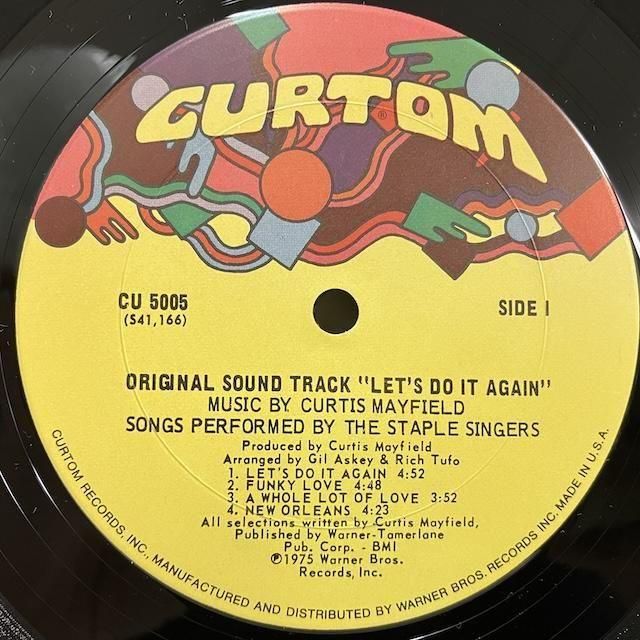 CURTOM®
CU 5005
(S41,166)
SIDE 1
ORIGINAL SOUND TRACK "LET'S DO IT AGAIN"
MUSIC BY CURTIS MAYFIELD
SONGS PERFORMED BY THE STAPLE SINGERS
Produced by Curtis Mayfield
Arranged by Gil Askey & Rich Tufo
1. LET'S DO IT AGAIN 4:52
2. FUNKY LOVE 4:48
3. A WHOLE LOT OF LOVE 3:52
4. NEW ORLEANS 4:23
All selections written by Curtis Mayfield,
Published by Warner-Tamerlane
Pub. Corp. - BMI
℗1975 Warner Bros.
Records, Inc.
CURTOM RECORDS, INC., MANUFACTURED AND DISTRIBUTED BY WARNER BROS. RECORDS INC. MADE IN U.S.A.